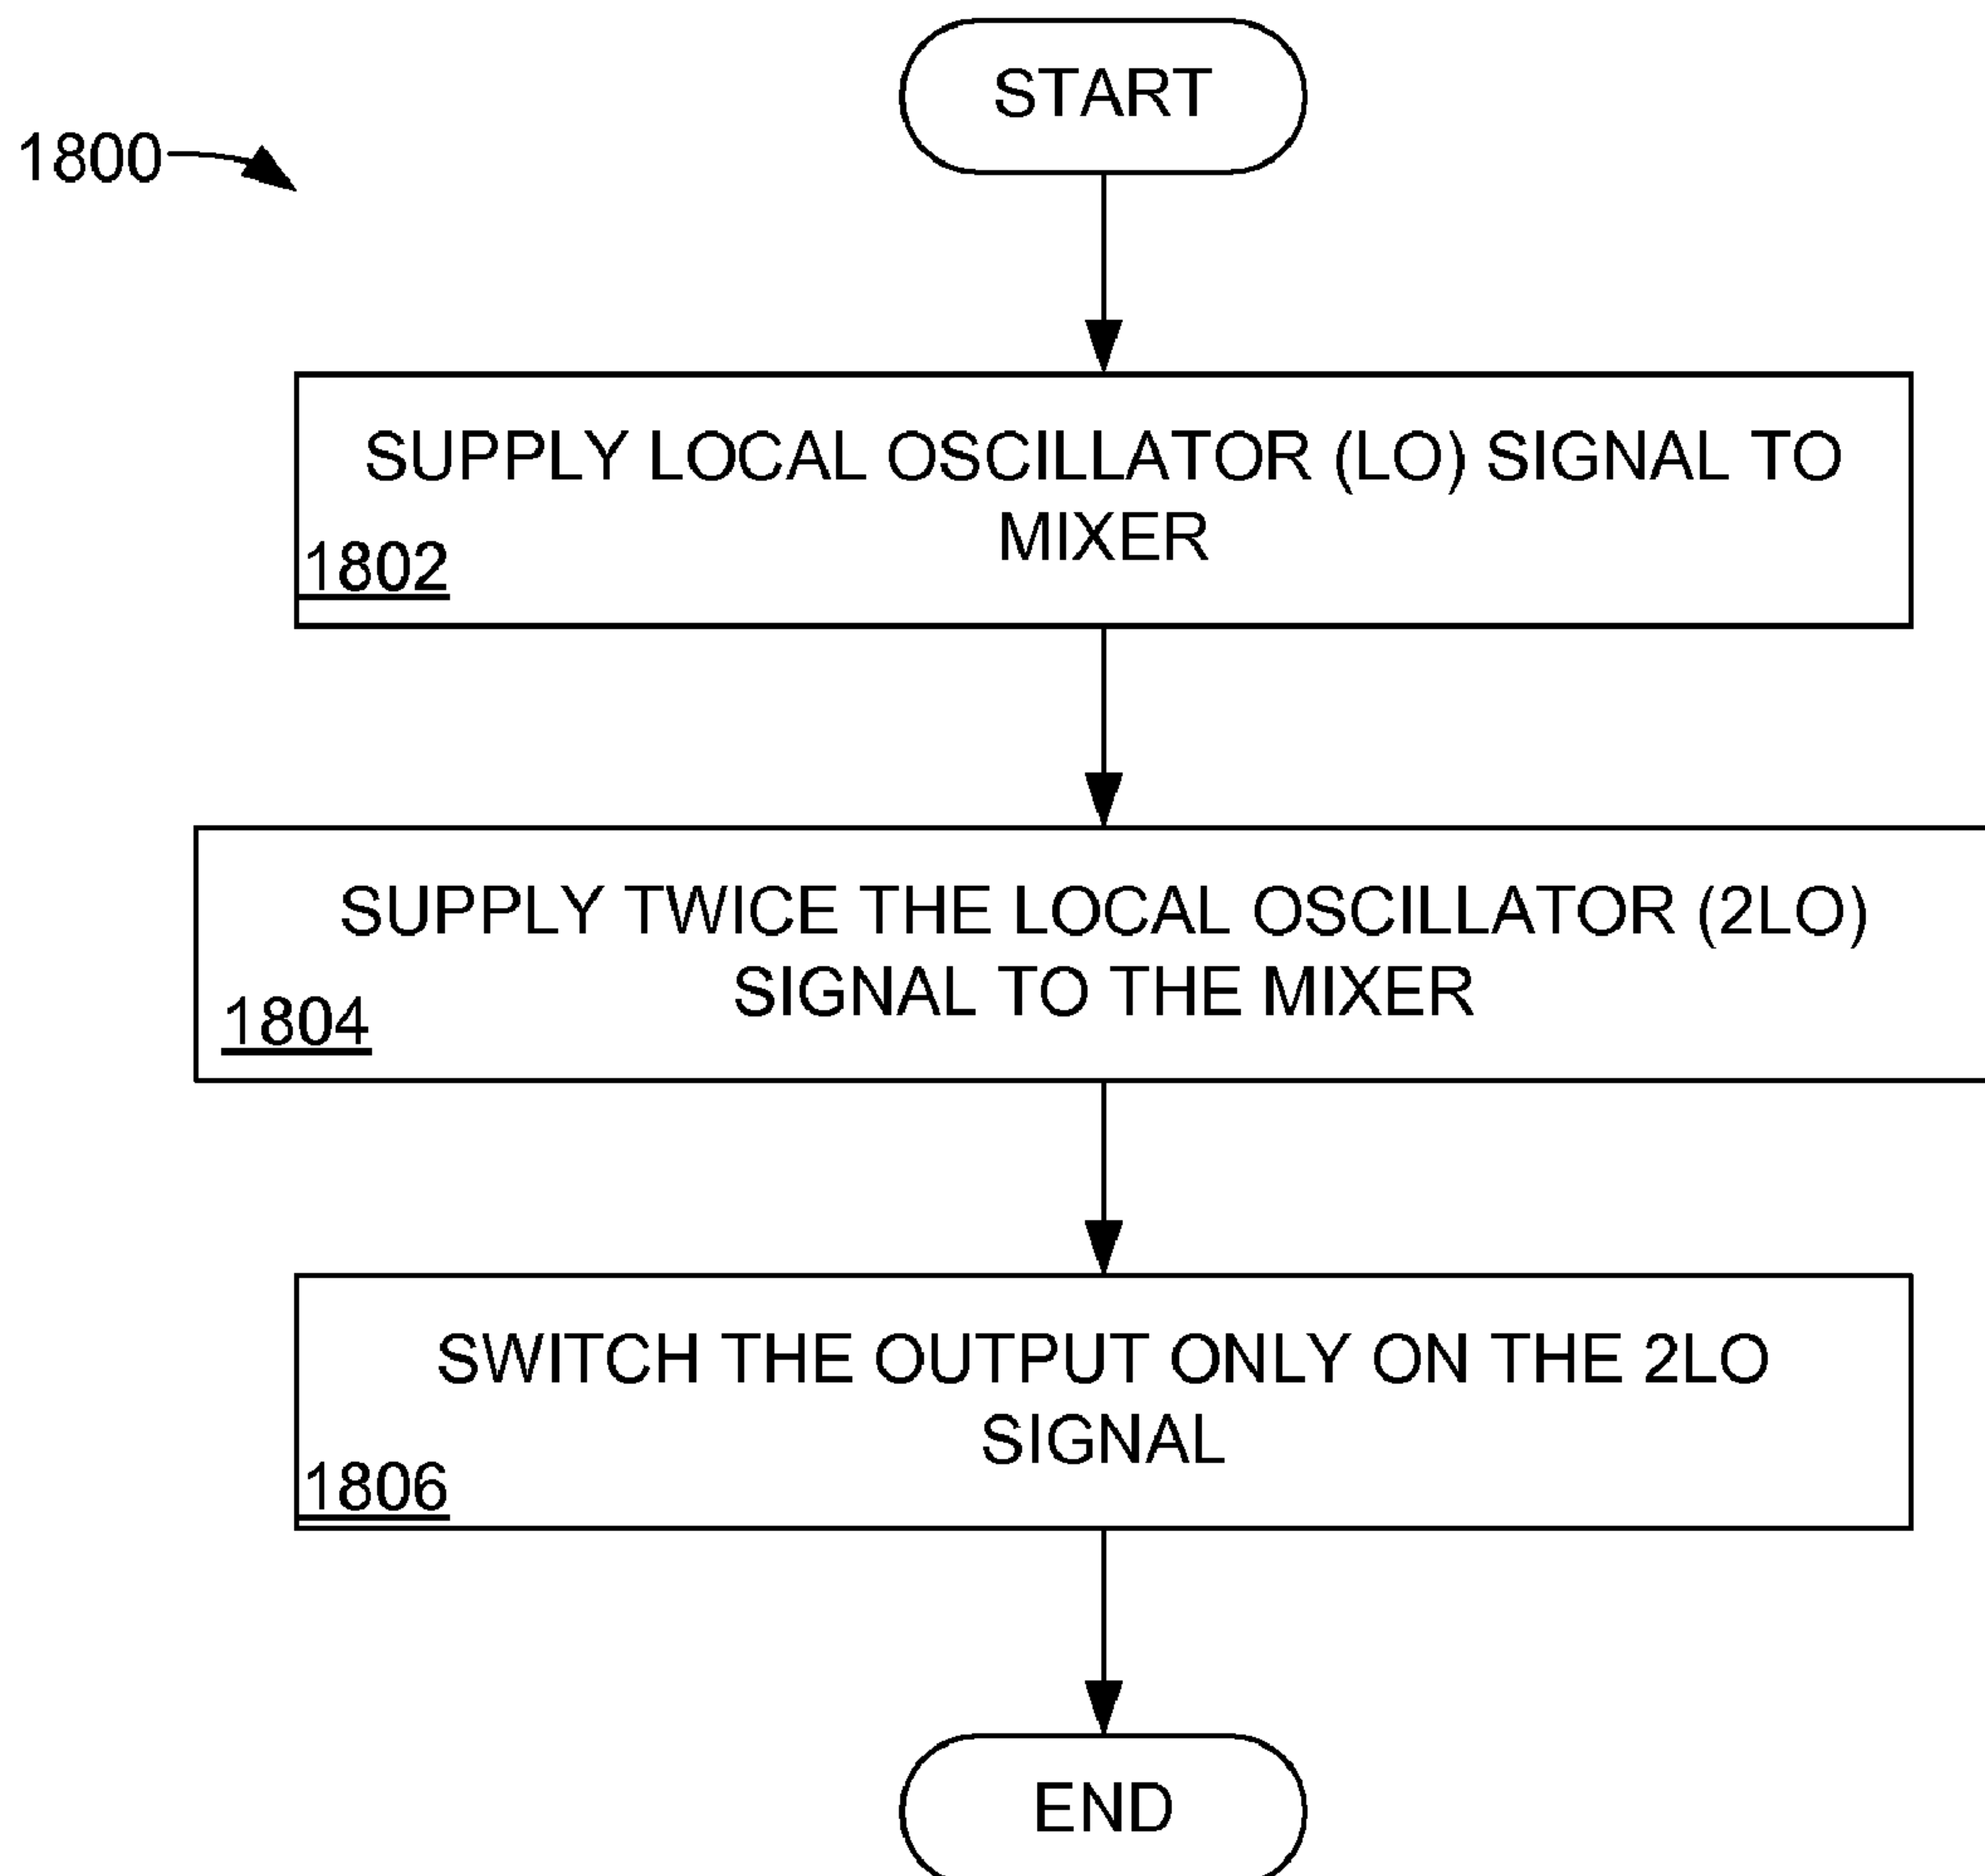 START
1800
SUPPLY LOCAL OSCILLATOR (LO) SIGNAL TO
MIXER
1802
SUPPLY TWICE THE LOCAL OSCILLATOR (2LO)
SIGNAL TO THE MIXER
1804
SWITCH THE OUTPUT ONLY ON THE 2LO
SIGNAL
1806
END